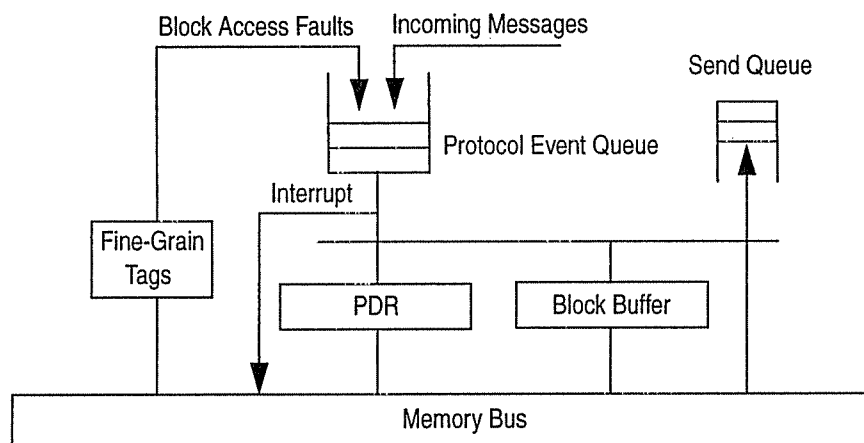 Block Access Faults
Incoming Messages
Send Queue
Protocol Event Queue
Interrupt
Fine-Grain
Tags
PDR
Block Buffer
Memory Bus